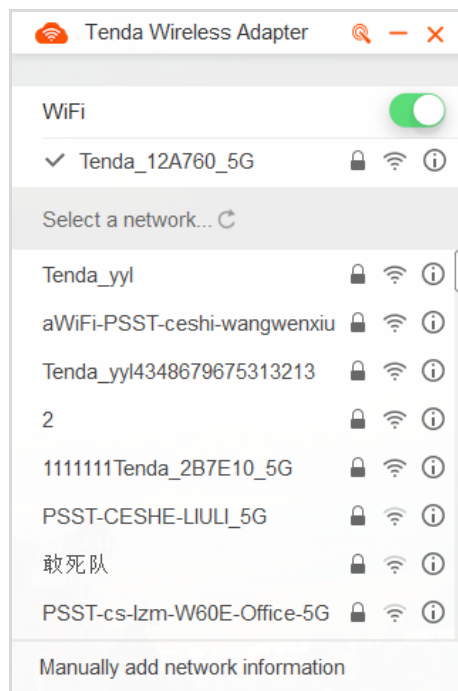 Tenda Wireless Adapter
WiFi
Tenda_12A760_5G
Select a network...
Tenda_yyl
aWiFi-PSST-ceshi-wangwenxiu
Tenda_yyl4348679675313213
2
1111111Tenda_2B7E10_5G
PSST-CESHE-LIULI_5G
敢死队
PSST-cs-lzm-W60E-Office-5G
Manually add network information